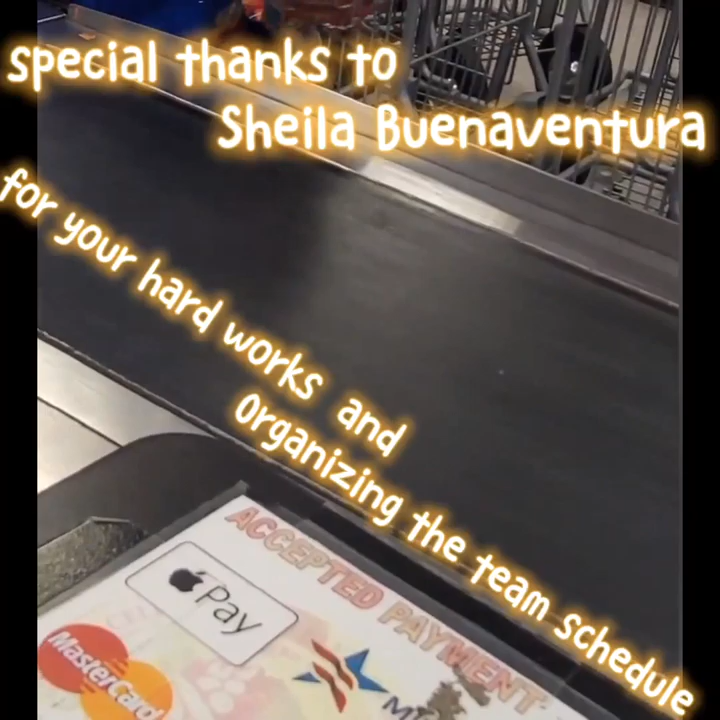 special thanks to
Sheila Buenaventura
for your hard works and
Organizing the team schedule
ACCEPTED PAYMENT
Pay
MasterCard